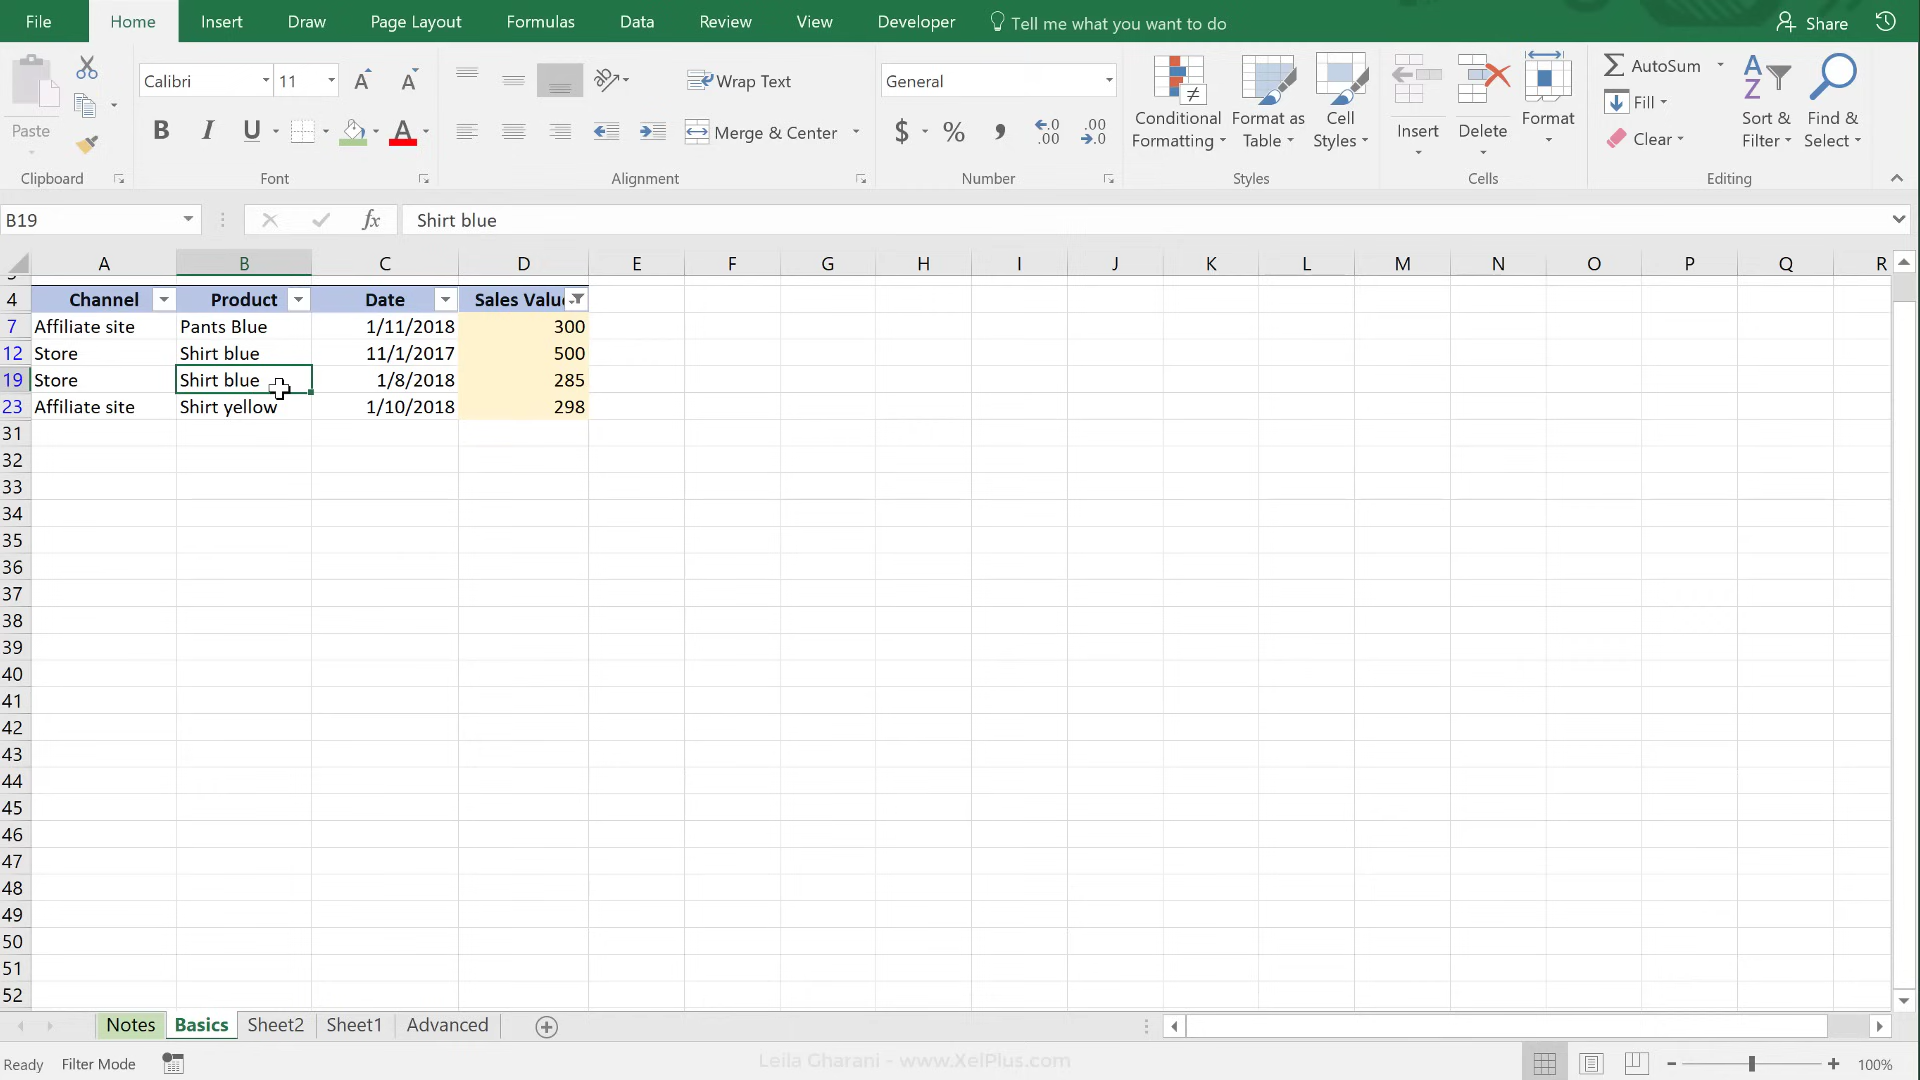 File Home Insert Draw Page Layout Formulas Data Review View Developer Tell me what you want to do Share
Calibri 11 Wrap Text General AutoSum
Paste B I U Merge & Center $ % , Conditional Formatting Format as Table Cell Styles Insert Delete Format Fill Clear Sort & Filter Find & Select
Clipboard Font Alignment Number Styles Cells Editing
B19 fx Shirt blue
A B C D E F G H I J K L M N O P Q R
4 Channel Product Date Sales Valu
7 Affiliate site Pants Blue 1/11/2018 300
12 Store Shirt blue 11/1/2017 500
19 Store Shirt blue 1/8/2018 285
23 Affiliate site Shirt yellow 1/10/2018 298
31
32
33
34
35
36
37
38
39
40
41
42
43
44
45
46
47
48
49
50
51
52
Notes Basics Sheet2 Sheet1 Advanced
Ready Filter Mode Leila Gharani - www.XelPlus.com 100%